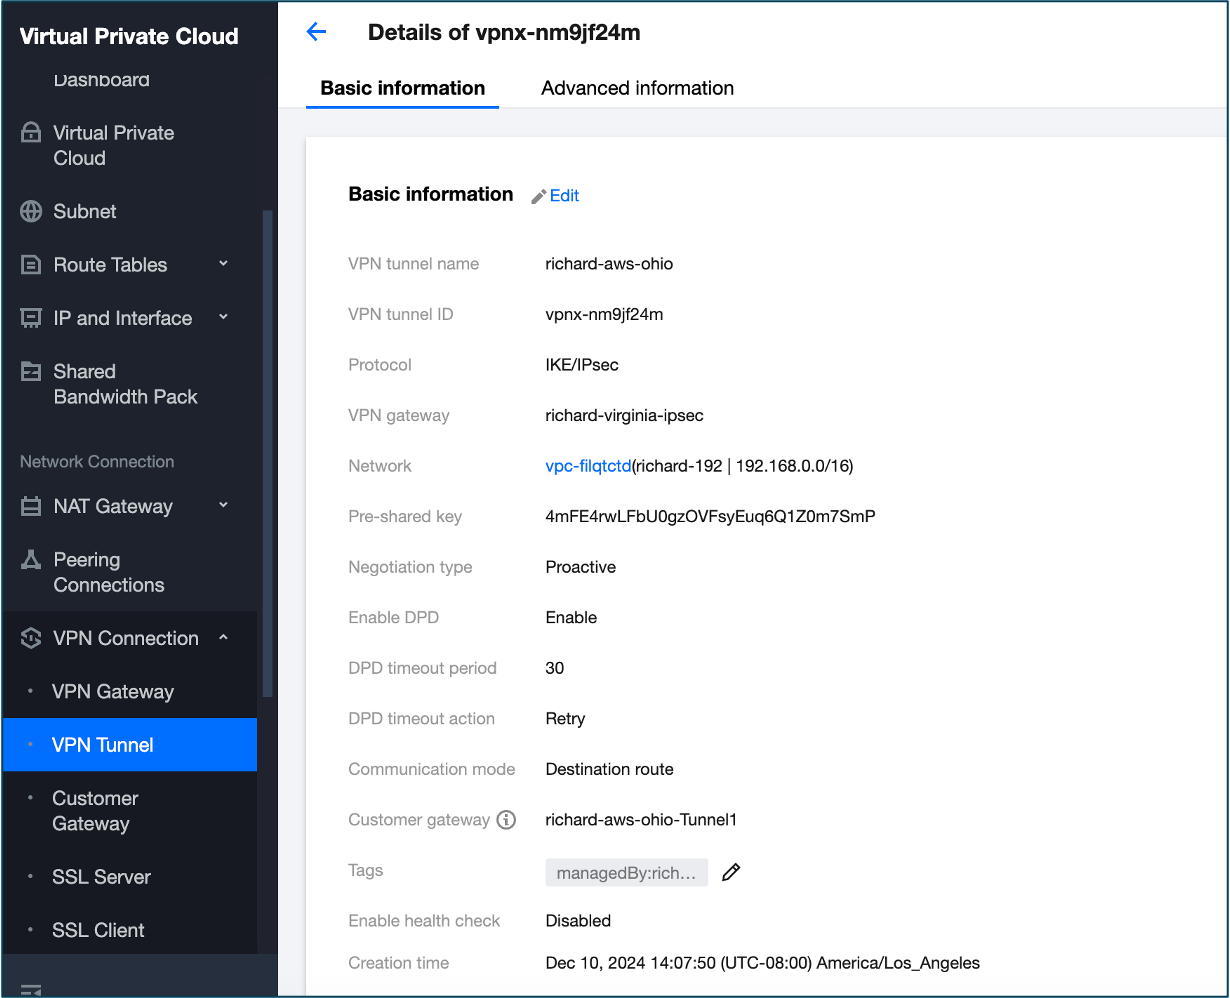 Virtual Private Cloud
Dashboard
Virtual Private
Cloud
Subnet
Route Tables
IP and Interface
Shared
Bandwidth Pack
Network Connection
NAT Gateway
Peering
Connections
VPN Connection
VPN Gateway
VPN Tunnel
Customer
Gateway
SSL Server
SSL Client
Details of vpnx-nm9jf24m
Basic information Advanced information
Basic information Edit
VPN tunnel name richard-aws-ohio
VPN tunnel ID vpnx-nm9jf24m
Protocol IKE/IPsec
VPN gateway richard-virginia-ipsec
Network vpc-filqtctd(richard-192 | 192.168.0.0/16)
Pre-shared key 4mFE4rwLFbU0gzOVFsyEuq6Q1Z0m7SmP
Negotiation type Proactive
Enable DPD Enable
DPD timeout period 30
DPD timeout action Retry
Communication mode Destination route
Customer gateway richard-aws-ohio-Tunnel1
Tags managedBy:rich...
Enable health check Disabled
Creation time Dec 10, 2024 14:07:50 (UTC-08:00) America/Los_Angeles